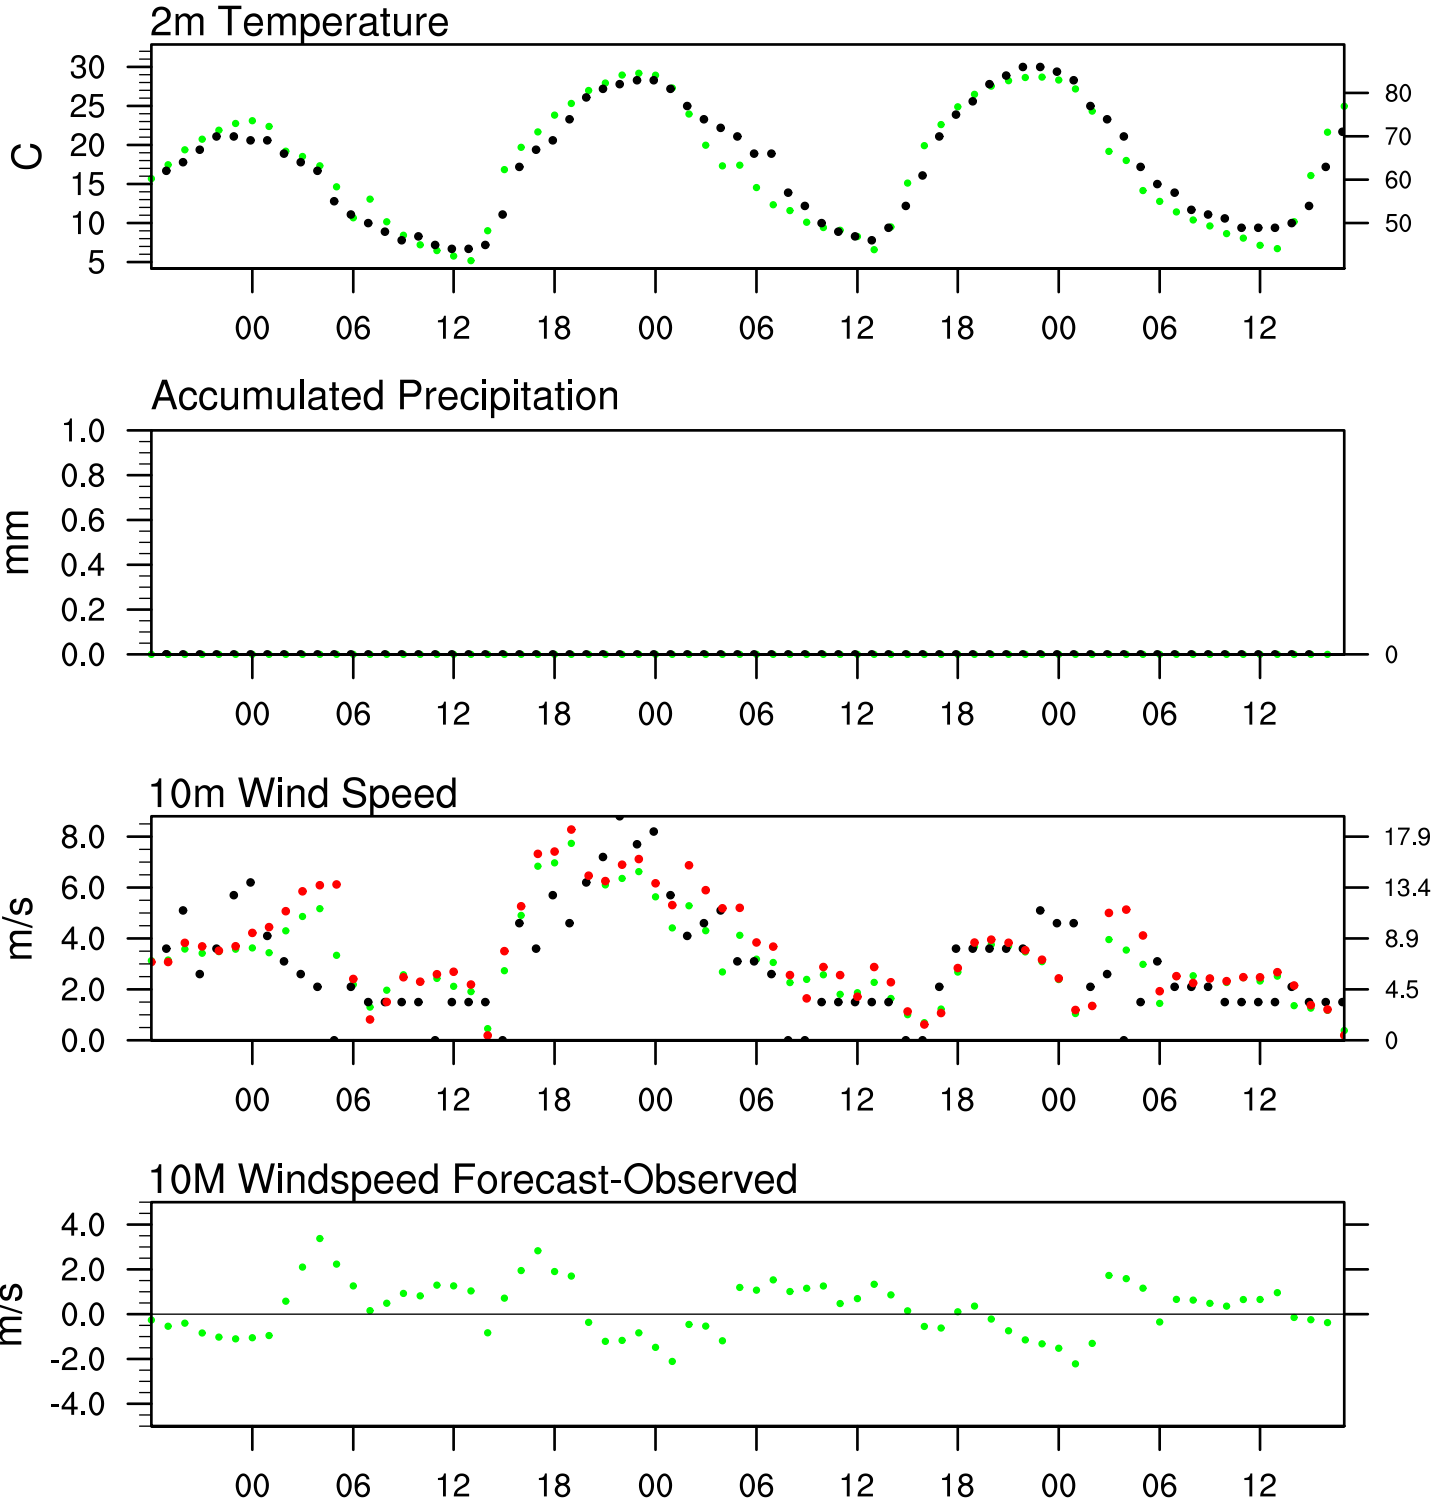 2m Temperature
30
25
20
15
10
5
C
80
70
60
50
00 06 12 18 00 06 12 18 00 06 12
Accumulated Precipitation
1.0
0.8
0.6
0.4
0.2
0.0
mm
0
00 06 12 18 00 06 12 18 00 06 12
10m Wind Speed
8.0
6.0
4.0
2.0
0.0
m/s
17.9
13.4
8.9
4.5
0
00 06 12 18 00 06 12 18 00 06 12
10M Windspeed Forecast-Observed
4.0
2.0
0.0
-2.0
-4.0
m/s
00 06 12 18 00 06 12 18 00 06 12